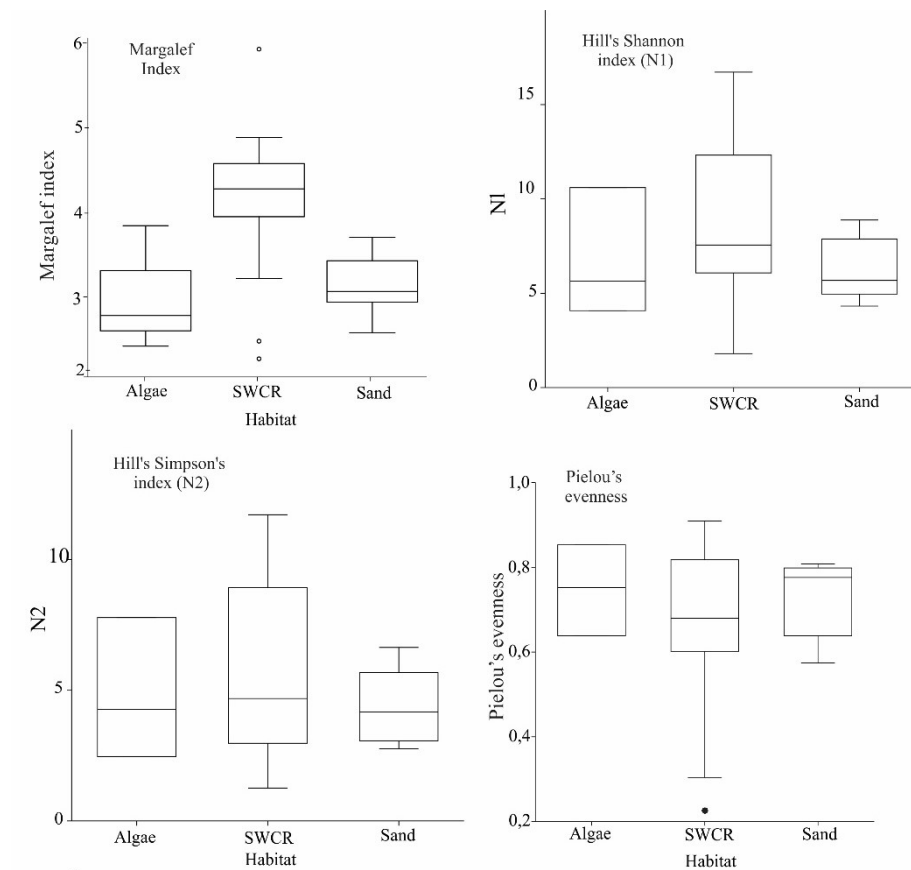 Margalef
Index
Margalef index
6
5
4
3
2
Algae
SWCR
Sand
Habitat
Hill's Shannon
index (N1)
N1
15
10
5
0
Algae
SWCR
Sand
Hill's Simpson's
index (N2)
N2
10
5
0
Algae
SWCR
Sand
Habitat
Pielou’s
evenness
Pielou’s evenness
1,0
0,8
0,6
0,4
0,2
Algae
SWCR
Sand
Habitat